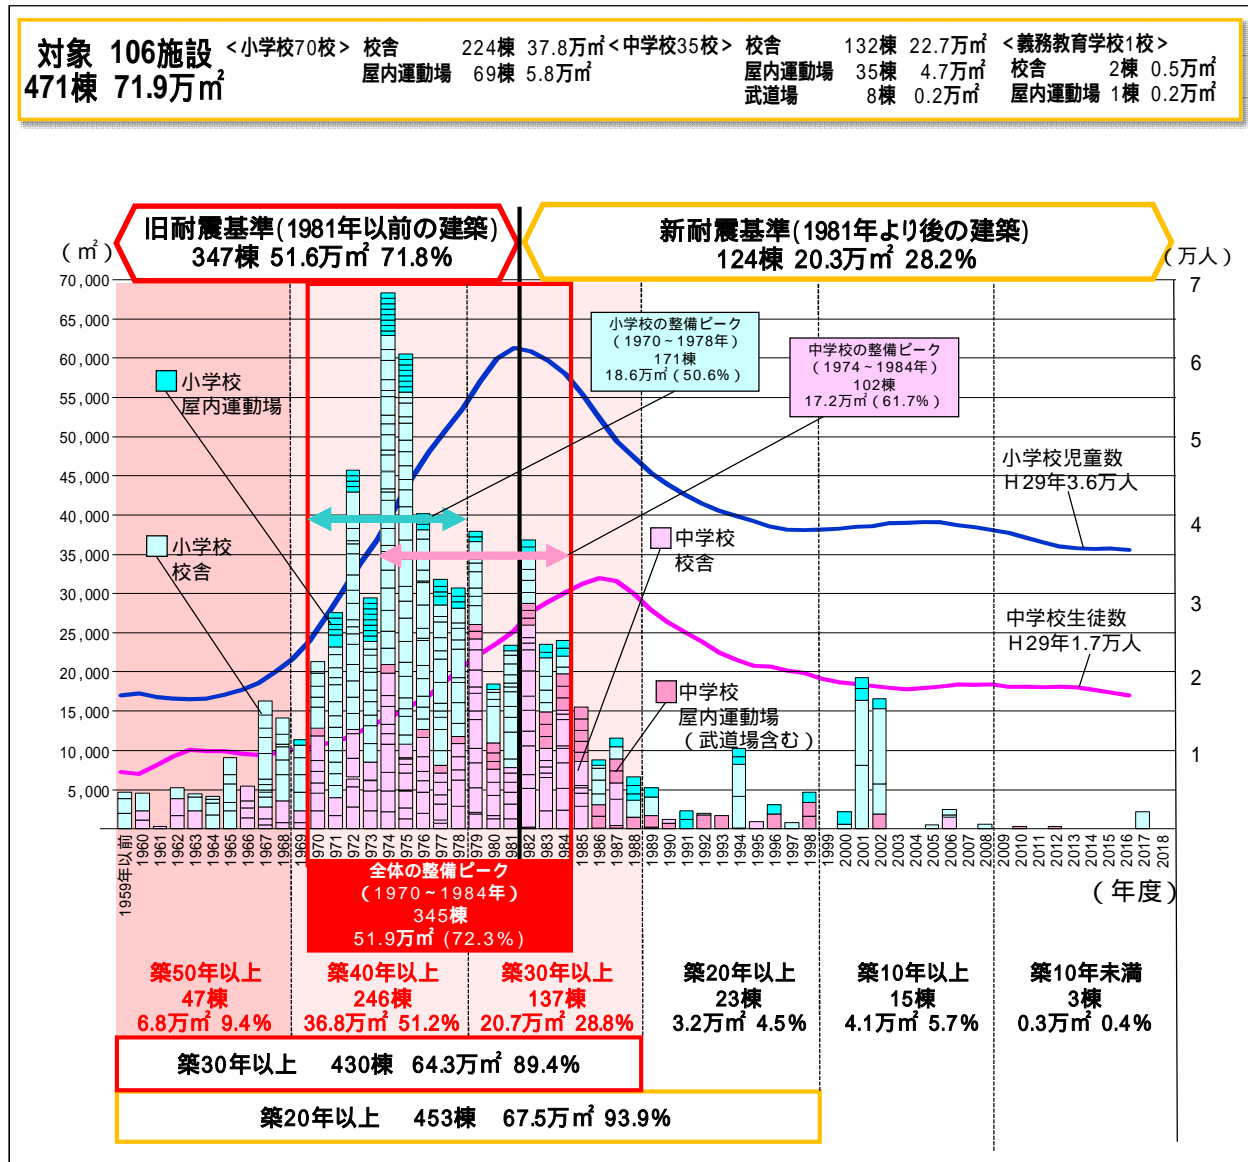 対象 106施設
471棟 71.9万㎡
<小学校70校> 校舎 224棟 37.8万㎡
屋内運動場 69棟 5.8万㎡
<中学校35校> 校舎 132棟 22.7万㎡
屋内運動場 35棟 4.7万㎡
武道場 8棟 0.2万㎡
<義務教育学校1校>
校舎 2棟 0.5万㎡
屋内運動場 1棟 0.2万㎡
旧耐震基準(1981年以前の建築)
347棟 51.6万㎡ 71.8%
新耐震基準(1981年より後の建築)
124棟 20.3万㎡ 28.2%
(㎡)
(万人)
70,000
65,000
60,000
55,000
50,000
45,000
40,000
35,000
30,000
25,000
20,000
15,000
10,000
5,000
7
6
5
4
3
2
1
小学校の整備ピーク
(1970~1978年)
171棟
18.6万㎡(50.6%)
中学校の整備ピーク
(1974~1984年)
102棟
17.2万㎡(61.7%)
小学校
屋内運動場
小学校
校舎
中学校
校舎
中学校
屋内運動場
(武道場含む)
小学校児童数
H29年3.6万人
中学校生徒数
H29年1.7万人
1959年以前 1960 1961 1962 1963 1964 1965 1966 1967 1968 1969 1970 1971 1972 1973 1974 1975 1976 1977 1978 1979 1980 1981 1982 1983 1984 1985 1986 1987 1988 1989 1990 1991 1992 1993 1994 1995 1996 1997 1998 1999 2000 2001 2002 2003 2004 2005 2006 2007 2008 2009 2010 2011 2012 2013 2014 2015 2016 2017 2018
(年度)
全体の整備ピーク
(1970~1984年)
345棟
51.9万㎡(72.3%)
築50年以上
47棟
6.8万㎡ 9.4%
築40年以上
246棟
36.8万㎡ 51.2%
築30年以上
137棟
20.7万㎡ 28.8%
築20年以上
23棟
3.2万㎡ 4.5%
築10年以上
15棟
4.1万㎡ 5.7%
築10年未満
3棟
0.3万㎡ 0.4%
築30年以上 430棟 64.3万㎡ 89.4%
築20年以上 453棟 67.5万㎡ 93.9%